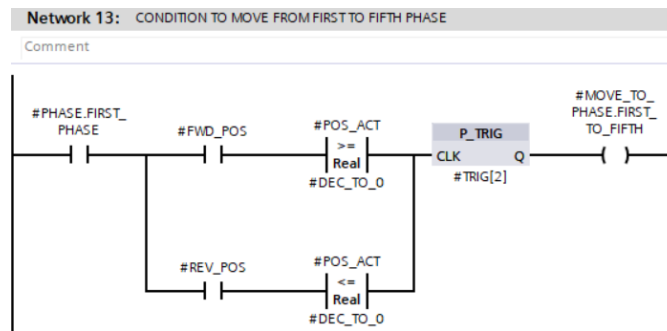 Network 13: CONDITION TO MOVE FROM FIRST TO FIFTH PHASE
Comment
#PHASE.FIRST_
PHASE
#FWD_POS
#POS_ACT
>=
Real
#DEC_TO_0
P_TRIG
CLK Q
#TRIG[2]
#MOVE_TO_
PHASE.FIRST_
TO_FIFTH
#REV_POS
#POS_ACT
<=
Real
#DEC_TO_0